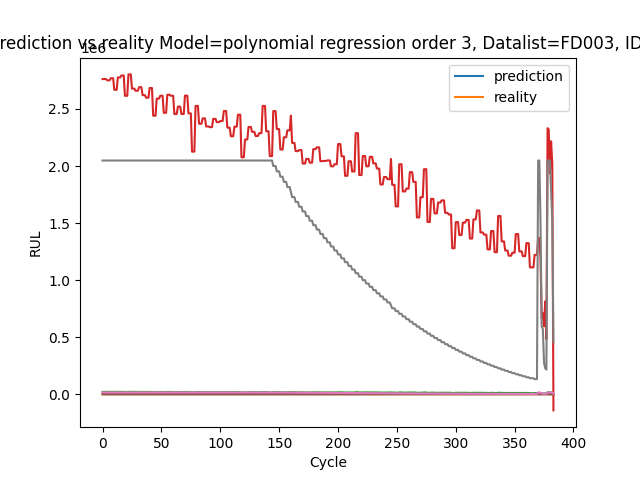 rediction vs reality Model=polynomial regression order 3, Datalist=FD003, ID
1e6
prediction
reality
2.5
2.0
1.5
1.0
0.5
0.0
RUL
0
50
100
150
200
250
300
350
400
Cycle